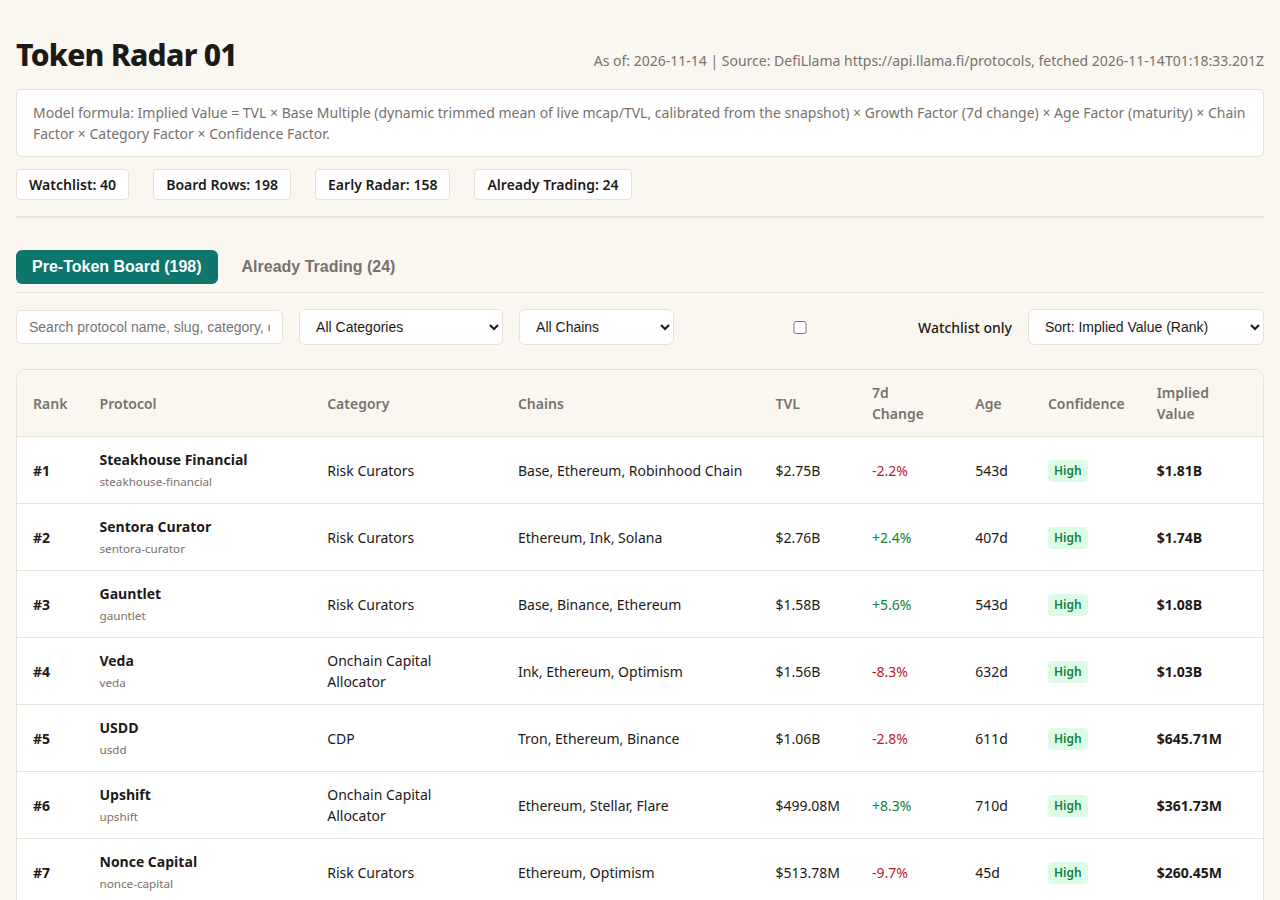 Token Radar 01
As of: 2026-11-14 | Source: DefiLlama https://api.llama.fi/protocols, fetched 2026-11-14T01:18:33.201Z
Model formula: Implied Value = TVL × Base Multiple (dynamic trimmed mean of live mcap/TVL, calibrated from the snapshot) × Growth Factor (7d change) × Age Factor (maturity) × Chain
Factor × Category Factor × Confidence Factor.
Watchlist: 40 Board Rows: 198 Early Radar: 158 Already Trading: 24
Pre-Token Board (198) Already Trading (24)
Search protocol name, slug, category, All Categories All Chains Watchlist only Sort: Implied Value (Rank)
Rank Protocol Category Chains TVL 7d Change Age Confidence Implied Value
#1 Steakhouse Financial Risk Curators Base, Ethereum, Robinhood Chain $2.75B -2.2% 543d High $1.81B
steakhouse-financial
#2 Sentora Curator Risk Curators Ethereum, Ink, Solana $2.76B +2.4% 407d High $1.74B
sentora-curator
#3 Gauntlet Risk Curators Base, Binance, Ethereum $1.58B +5.6% 543d High $1.08B
gauntlet
#4 Veda Onchain Capital Allocator Ink, Ethereum, Optimism $1.56B -8.3% 632d High $1.03B
veda
#5 USDD CDP Tron, Ethereum, Binance $1.06B -2.8% 611d High $645.71M
usdd
#6 Upshift Onchain Capital Allocator Ethereum, Stellar, Flare $499.08M +8.3% 710d High $361.73M
upshift
#7 Nonce Capital Risk Curators Ethereum, Optimism $513.78M -9.7% 45d High $260.45M
nonce-capital